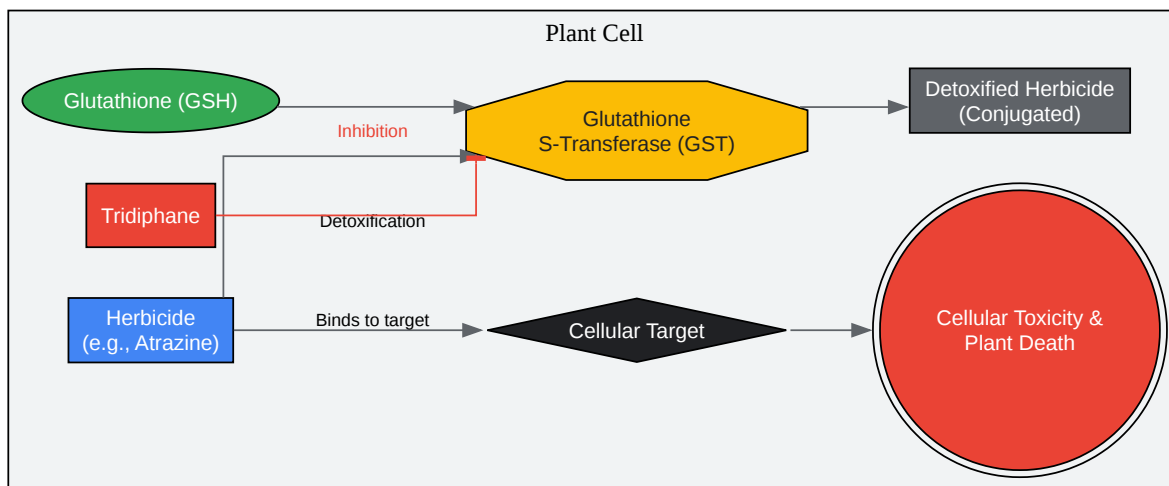 Plant Cell
Glutathione (GSH)
Inhibition
Glutathione
S-Transferase (GST)
Detoxified Herbicide
(Conjugated)
Tridiphane
Detoxification
Herbicide
(e.g., Atrazine)
Binds to target
Cellular Target
Cellular Toxicity &
Plant Death